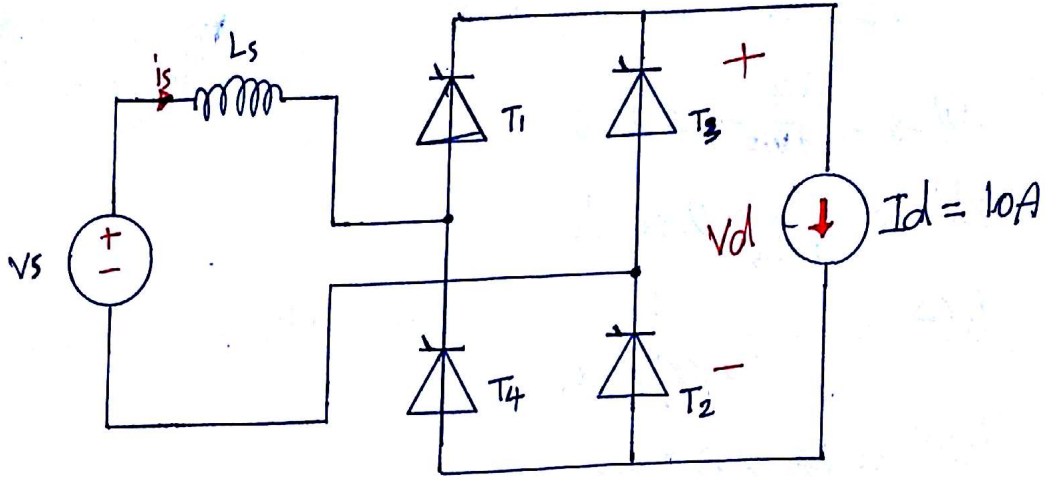 Ls
is
T1
T3
+
Vs
+
-
Vd
Id = 10A
T4
T2
-